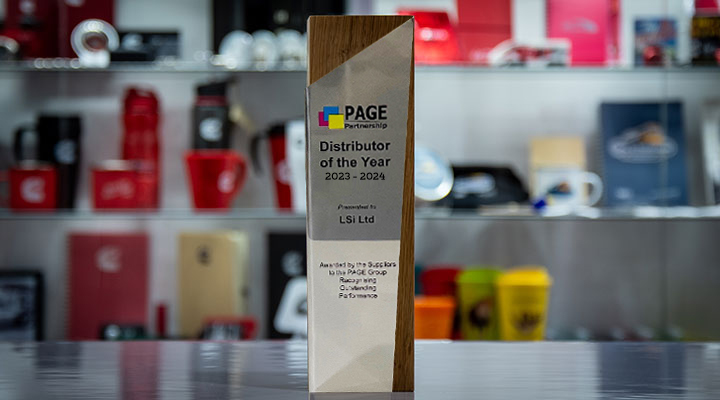 PAGE
Partnership
Distributor
of the Year
2023 - 2024
Presented to
LSi Ltd
Awarded by the Suppliers
to the PAGE Group
Recognising
Outstanding
Performance